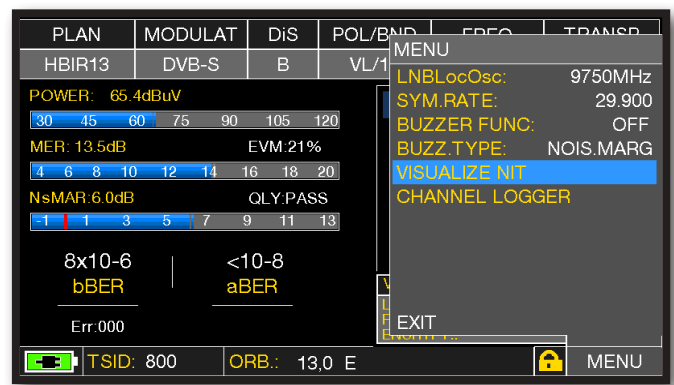 PLAN MODULAT DiS POL/BND FREQ TRANSP
HBIR13 DVB-S B VL/1
MENU
LNBLocOsc: 9750MHz
SYM.RATE: 29.900
BUZZER FUNC: OFF
BUZZ.TYPE: NOIS.MARG
VISUALIZE NIT
CHANNEL LOGGER
EXIT
POWER: 65.4dBuV
30 45 60 75 90 105 120
MER: 13.5dB EVM:21%
4 6 8 10 12 14 16 18 20
NsMAR:6.0dB QLY:PASS
-1 1 3 5 7 9 11 13
8x10-6 <10-8
bBER aBER
Err:000
TSID: 800 ORB.: 13,0 E MENU